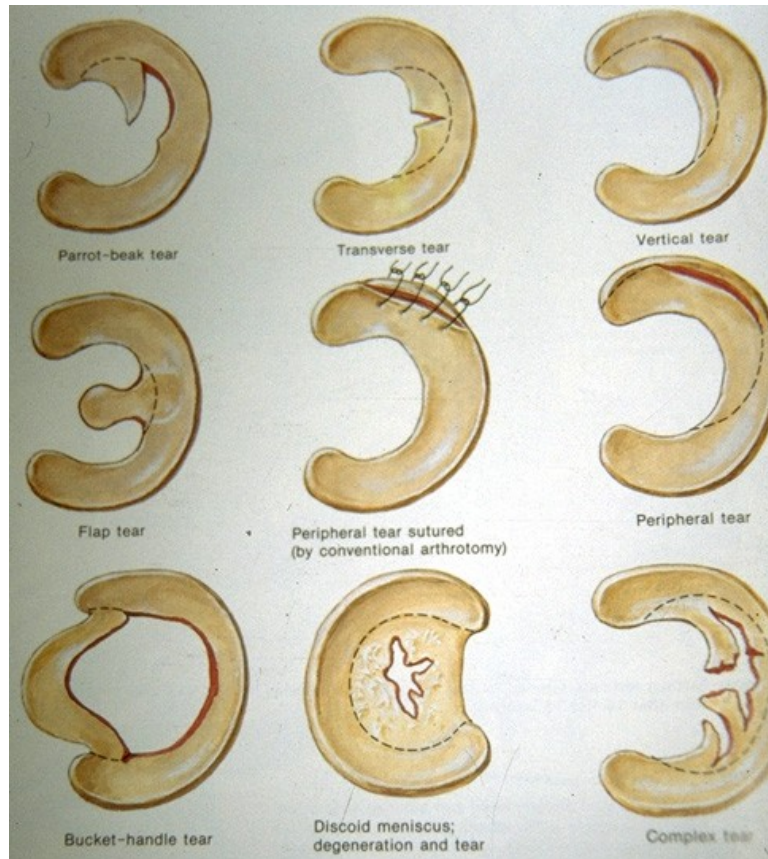 Parrot-beak tear
Transverse tear
Vertical tear
Flap tear
Peripheral tear sutured
(by conventional arthrotomy)
Peripheral tear
Bucket-handle tear
Discoid meniscus;
degeneration and tear
Complex tear